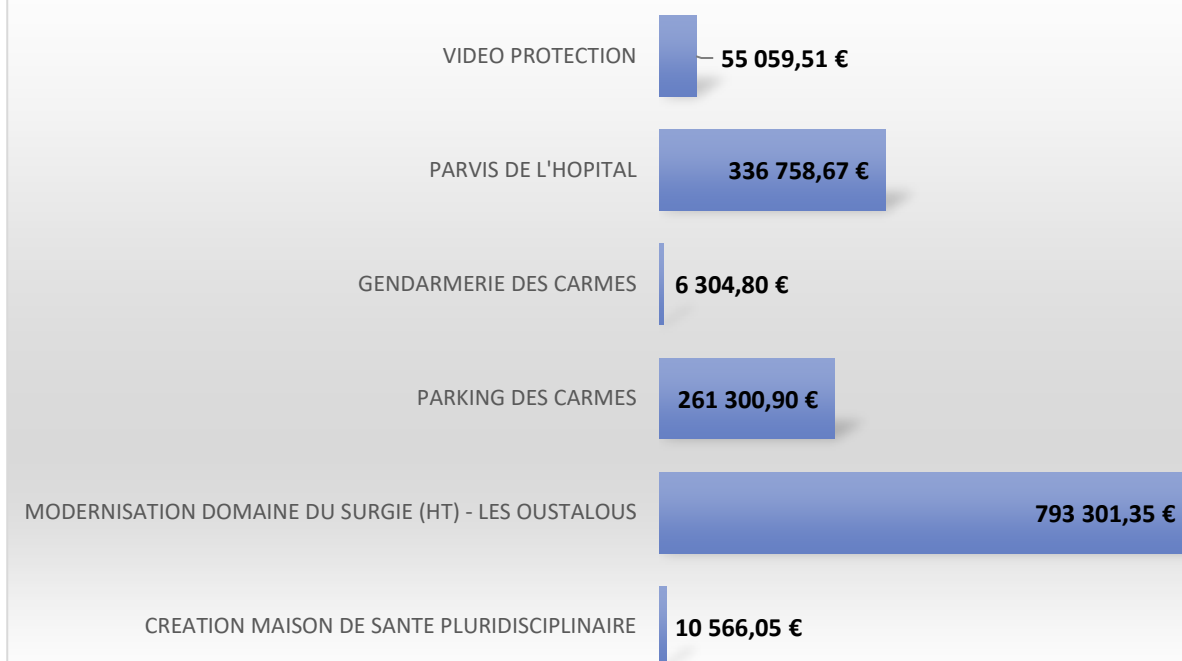 VIDEO PROTECTION 55 059,51 €
PARVIS DE L'HOPITAL 336 758,67 €
GENDARMERIE DES CARMES 6 304,80 €
PARKING DES CARMES 261 300,90 €
MODERNISATION DOMAINE DU SURGIE (HT) - LES OUSTALOUS 793 301,35 €
CREATION MAISON DE SANTE PLURIDISCIPLINAIRE 10 566,05 €